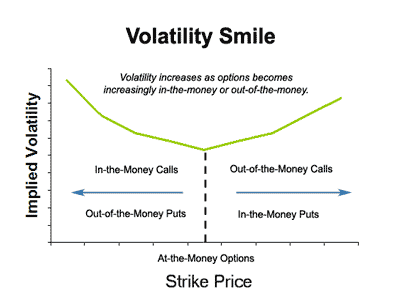 Volatility Smile
Volatility increases as options becomes
increasingly in-the-money or out-of-the-money.
Implied Volatility
In-the-Money Calls
Out-of-the-Money Calls
Out-of-the-Money Puts
In-the-Money Puts
At-the-Money Options
Strike Price